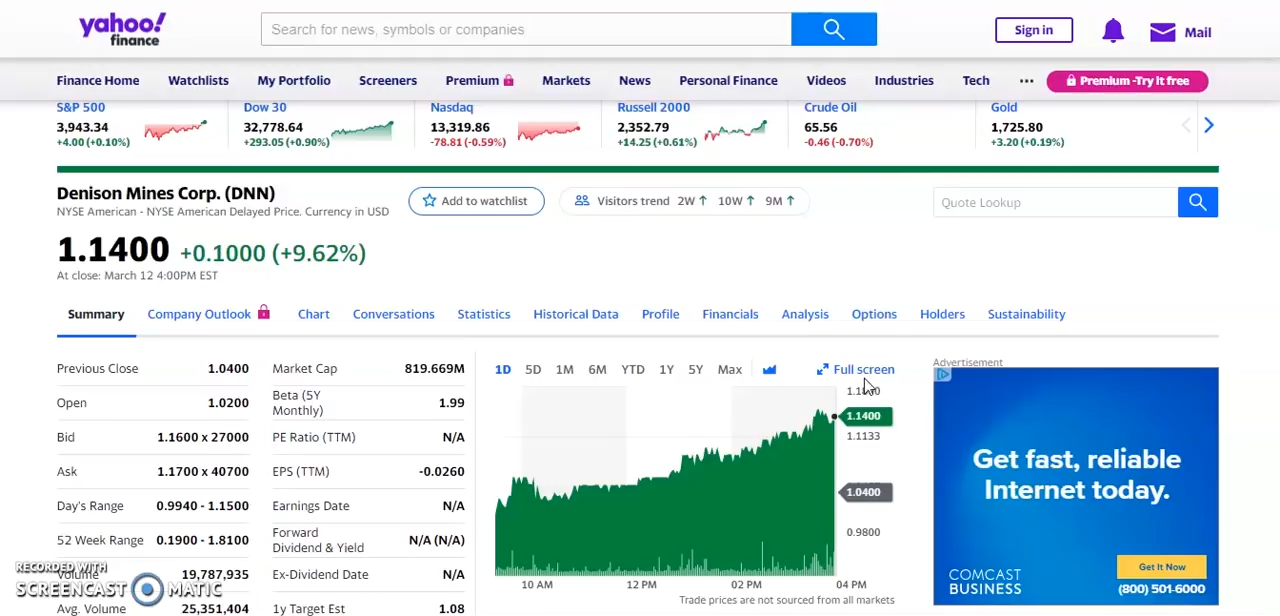 yahoo!
finance
Search for news, symbols or companies
Sign in
Mail
Finance Home
Watchlists
My Portfolio
Screeners
Premium
Markets
News
Personal Finance
Videos
Industries
Tech
...
Premium -Try it free
S&P 500
3,943.34
+4.00 (+0.10%)
Dow 30
32,778.64
+293.05 (+0.90%)
Nasdaq
13,319.86
-78.81 (-0.59%)
Russell 2000
2,352.79
+14.25 (+0.61%)
Crude Oil
65.56
-0.46 (-0.70%)
Gold
1,725.80
+3.20 (+0.19%)
Denison Mines Corp. (DNN)
NYSE American - NYSE American Delayed Price. Currency in USD
Add to watchlist
Visitors trend 2W 10W 9M
Quote Lookup
1.1400 +0.1000 (+9.62%)
At close: March 12 4:00PM EST
Summary
Company Outlook
Chart
Conversations
Statistics
Historical Data
Profile
Financials
Analysis
Options
Holders
Sustainability
Previous Close 1.0400
Open 1.0200
Bid 1.1600 x 27000
Ask 1.1700 x 40700
Day's Range 0.9940 - 1.1500
52 Week Range 0.1900 - 1.8100
Volume 19,787,935
Avg. Volume 25,351,404
Market Cap 819.669M
Beta (5Y
Monthly) 1.99
PE Ratio (TTM) N/A
EPS (TTM) -0.0260
Earnings Date N/A
Forward
Dividend & Yield N/A (N/A)
Ex-Dividend Date N/A
1y Target Est 1.08
1D 5D 1M 6M YTD 1Y 5Y Max
Full screen
1.1400
1.1133
1.0400
0.9800
10 AM 12 PM 02 PM 04 PM
Trade prices are not sourced from all markets
Advertisement
Get fast, reliable
Internet today.
COMCAST
BUSINESS
Get It Now
(800) 501-6000
RECORDED WITH
SCREENCAST MATIC